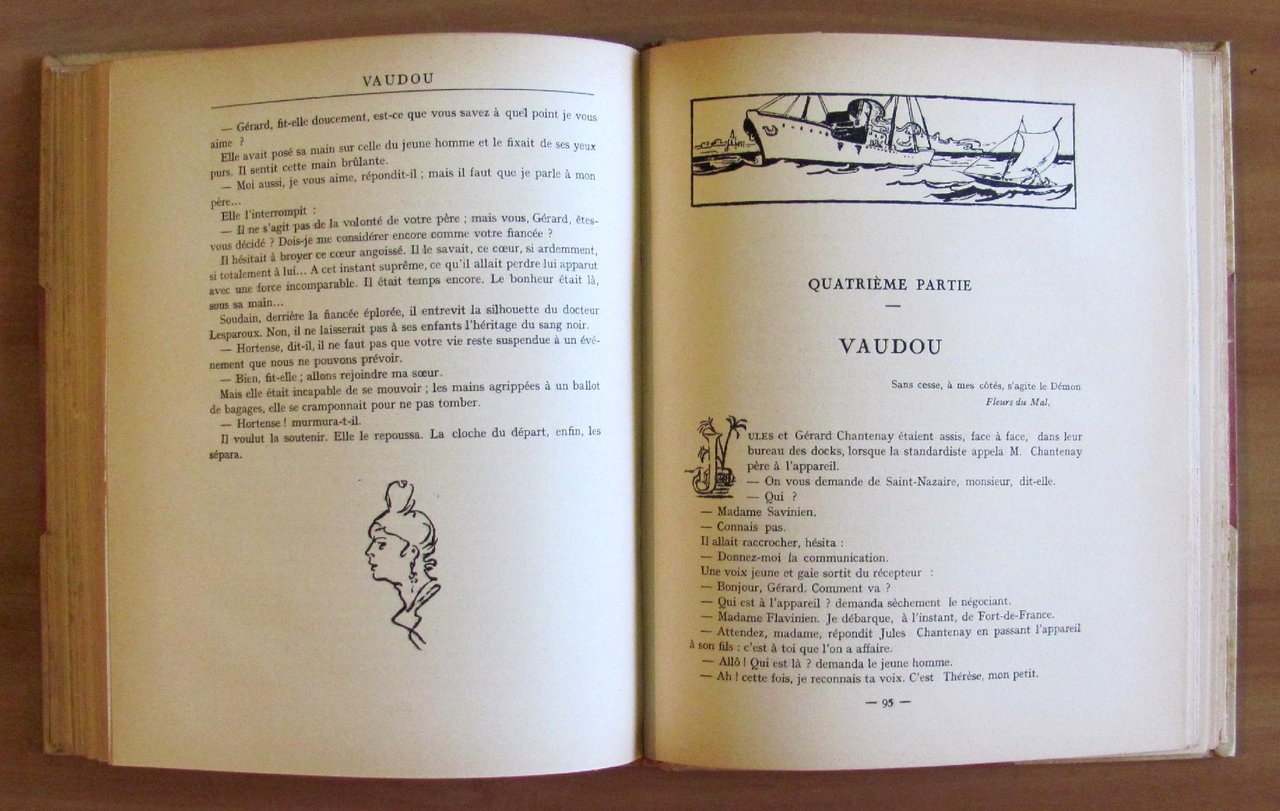 VAUDOU
— Gérard, fit-elle doucement, est-ce que vous savez à quel point je vous
aime ?
Elle avait posé sa main sur celle du jeune homme et le fixait de ses yeux
purs. Il sentit cette main brûlante.
— Moi aussi, je vous aime, répondit-il ; mais il faut que je parle à mon
père...
Elle l'interrompit :
— Il ne s'agit pas de la volonté de votre père ; mais vous, Gérard, êtes-
vous décidé ? Dois-je me considérer encore comme votre fiancée ?
Il hésitait à broyer ce cœur angoissé. Il le savait, ce cœur, si ardemment,
si totalement à lui... A cet instant suprême, ce qu'il allait perdre lui apparut
avec une force incomparable. Il était temps encore. Le bonheur était là,
sous sa main...
Soudain, derrière la fiancée éplorée, il entrevit la silhouette du docteur
Lesparoux. Non, il ne laisserait pas à ses enfants l'héritage du sang noir.
— Hortense, dit-il, il ne faut pas que votre vie reste suspendue à un évé-
nement que nous ne pouvons prévoir.
— Bien, fit-elle ; allons rejoindre ma sœur.
Mais elle était incapable de se mouvoir ; les mains agrippées à un ballot
de bagages, elle se cramponnait pour ne pas tomber.
— Hortense ! murmura-t-il.
Il voulut la soutenir. Elle le repoussa. La cloche du départ, enfin, les
sépara.
QUATRIÈME PARTIE
VAUDOU
Sans cesse, à mes côtés, s'agite le Démon
Fleurs du Mal.
JULES et Gérard Chantenay étaient assis, face à face, dans leur
bureau des docks, lorsque la standardiste appela M. Chantenay
père à l'appareil.
— On vous demande de Saint-Nazaire, monsieur, dit-elle.
— Qui ?
— Madame Savinien.
— Connais pas.
Il allait raccrocher, hésita :
— Donnez-moi la communication.
Une voix jeune et gaie sortit du récepteur :
— Bonjour, Gérard. Comment va ?
— Qui est à l'appareil ? demanda sèchement le négociant.
— Madame Flavinien. Je débarque, à l'instant, de Fort-de-France.
— Attendez, madame, répondit Jules Chantenay en passant l'appareil
à son fils : c'est à toi que l'on a affaire.
— Allô ! Qui est là ? demanda le jeune homme.
— Ah ! cette fois, je reconnais ta voix. C'est Thérèse, mon petit.
— 95 —